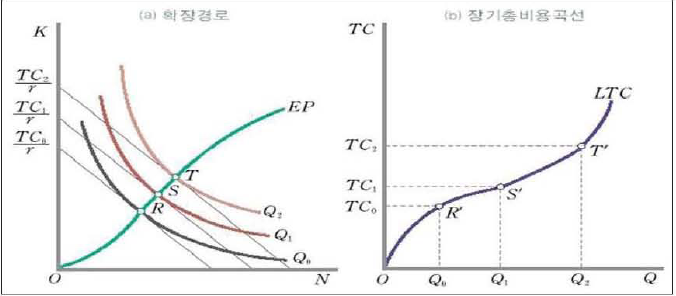 (a) 확장경로
K
TC₂/r
TC₁/r
TC₀/r
EP
T
S
R
Q₂
Q₁
Q₀
O
N
(b) 장기총비용곡선
TC
LTC
TC₂
TC₁
TC₀
T′
S′
R′
O
Q₀
Q₁
Q₂
Q